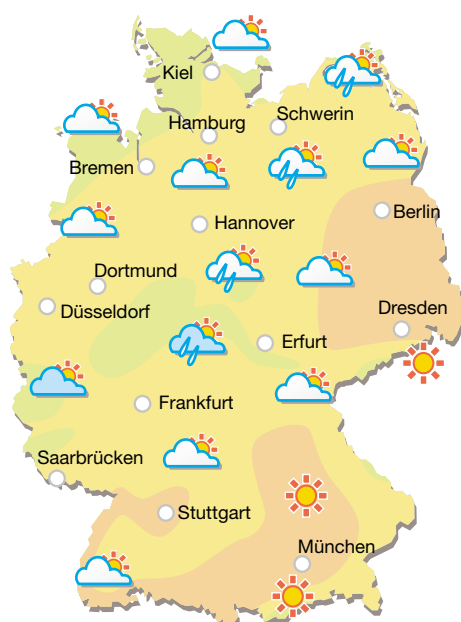 Kiel
Schwerin
Hamburg
Bremen
Berlin
Hannover
Dortmund
Düsseldorf
Dresden
Erfurt
Frankfurt
Saarbrücken
Stuttgart
München